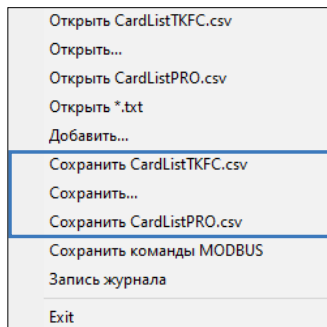 Открыть CardListTKFC.csv
Открыть...
Открыть CardListPRO.csv
Открыть *.txt
Добавить...
Сохранить CardListTKFC.csv
Сохранить...
Сохранить CardListPRO.csv
Сохранить команды MODBUS
Запись журнала
Exit